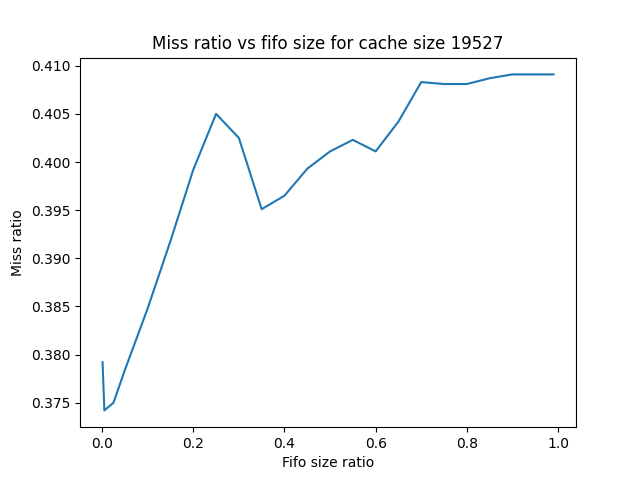 Miss ratio vs fifo size for cache size 19527
0.410
0.405
0.400
0.395
0.390
0.385
0.380
0.375
Miss ratio
0.0 0.2 0.4 0.6 0.8 1.0
Fifo size ratio